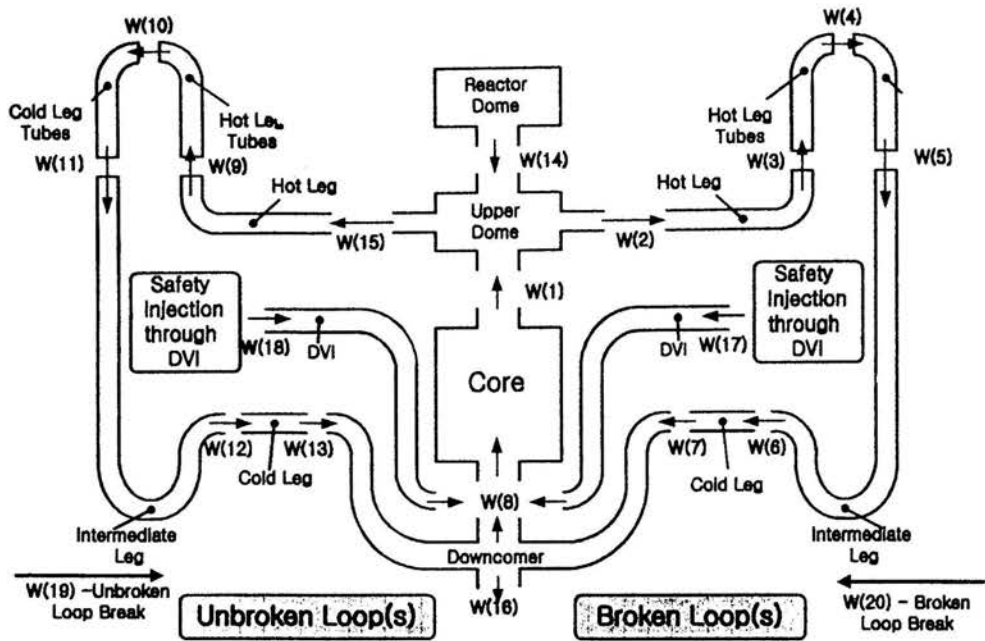 W(10)
W(4)
Cold Leg
Tubes
Hot Le
Tubes
Reactor
Dome
Hot Leg
Tubes
W(11)
W(9)
W(14)
W(3)
W(5)
Hot Leg
Upper
Dome
Hot Leg
W(15)
W(2)
Safety
Injection
through
DVI
W(1)
Safety
Injection
through
DVI
W(18)
DVI
DVI
W(17)
Core
W(12)
W(13)
Cold Leg
W(7)
W(6)
Cold Leg
W(8)
Intermediate
Leg
Downcomer
Intermediate
Leg
W(19) -Unbroken
Loop Break
Unbroken Loop(s)
W(16)
Broken Loop(s)
W(20) - Broken
Loop Break